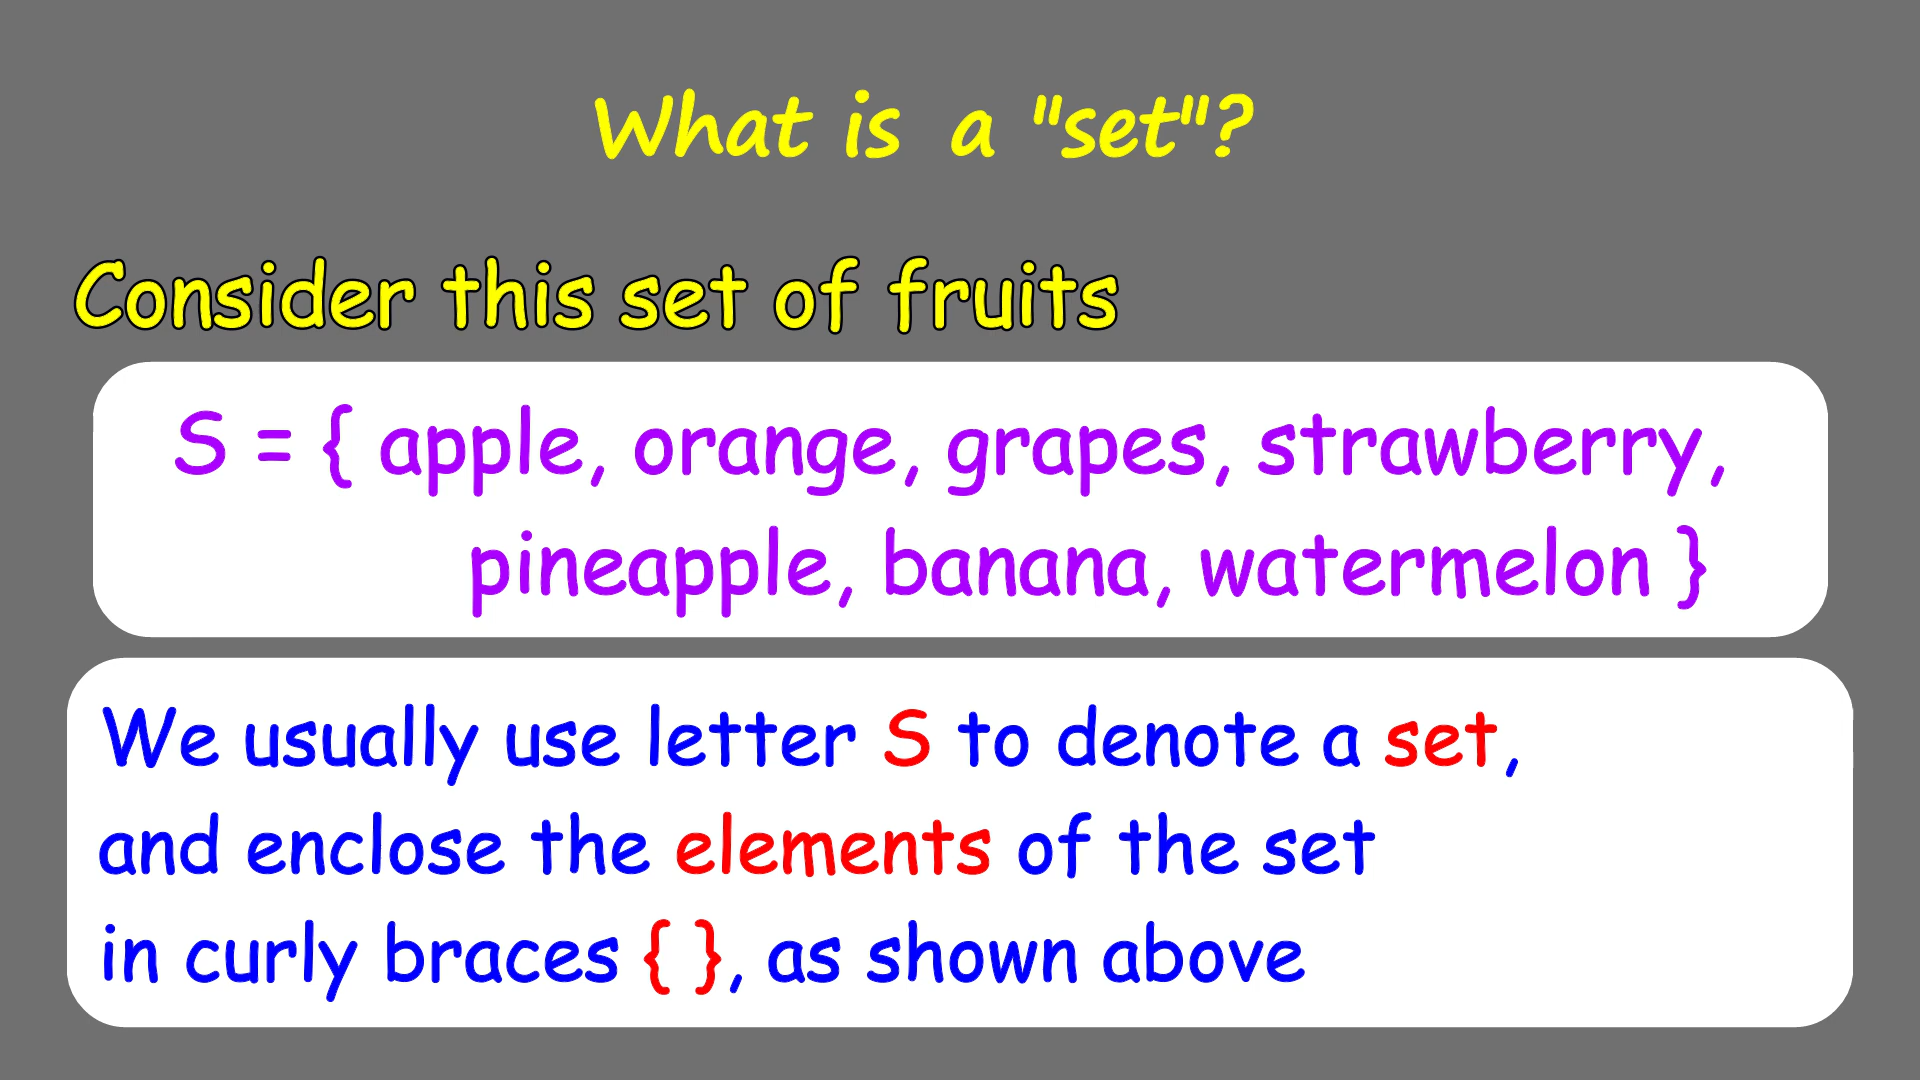 What is a "set"?
Consider this set of fruits
S = { apple, orange, grapes, strawberry,
pineapple, banana, watermelon }
We usually use letter S to denote a set,
and enclose the elements of the set
in curly braces { }, as shown above